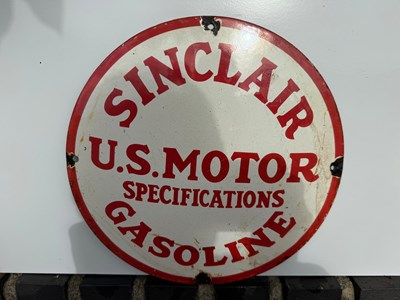 SINCLAIR
U.S. MOTOR
SPECIFICATIONS
GASOLINE